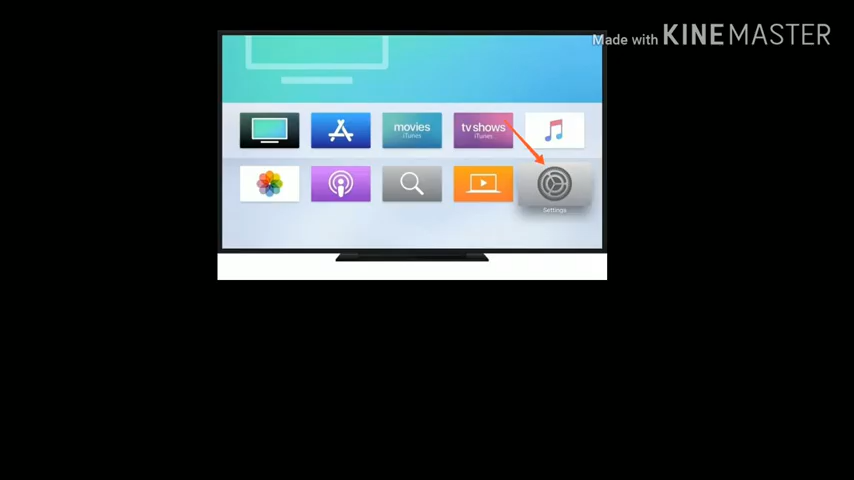 Made with KINEMASTER
movies
iTunes
tv shows
iTunes
Settings